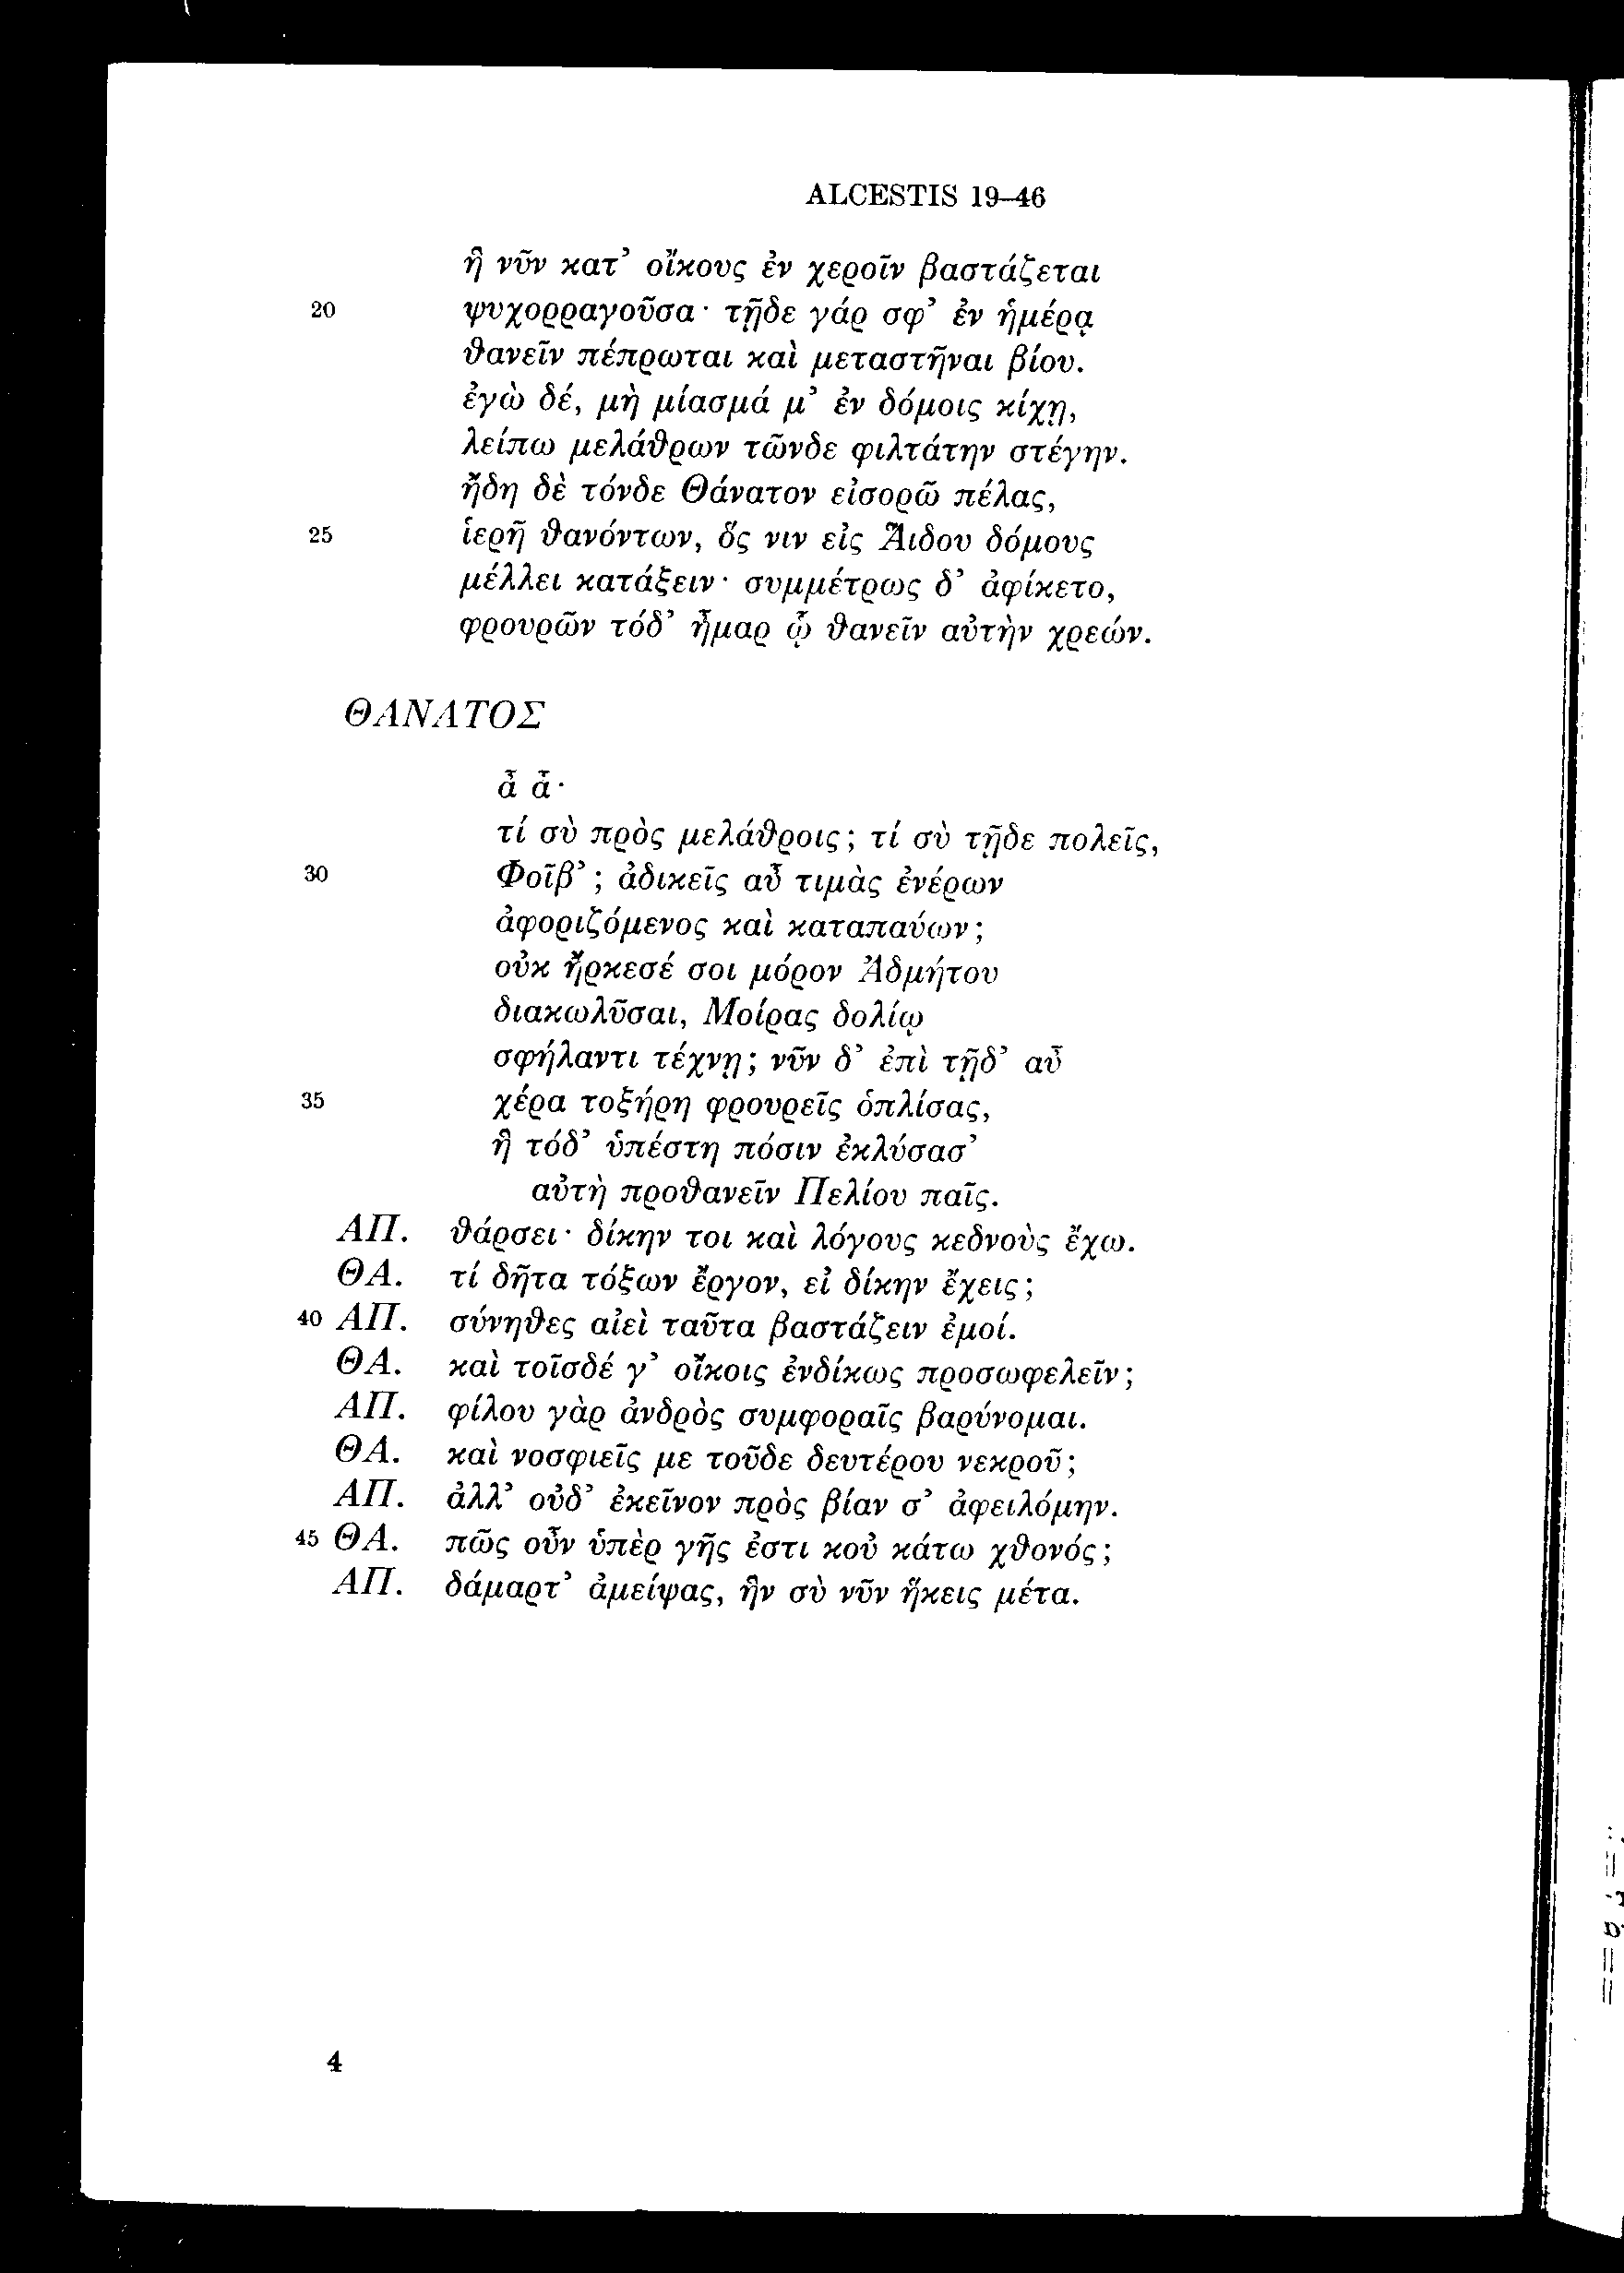 ALCESTIS 19–46
ἣ νῦν κατ’ οἴκους ἐν χεροῖν βαστάζεται
20 ψυχορραγοῦσα· τῇδε γάρ σφ’ ἐν ἡμέρᾳ
θανεῖν πέπρωται καὶ μεταστῆναι βίου.
ἐγὼ δέ, μὴ μίασμά μ’ ἐν δόμοις κίχῃ,
λείπω μελάθρων τῶνδε φιλτάτην στέγην.
ἤδη δὲ τόνδε Θάνατον εἰσορῶ πέλας,
25 ἱερῆ θανόντων, ὅς νιν εἰς Ἅιδου δόμους
μέλλει κατάξειν· συμμέτρως δ’ ἀφίκετο,
φρουρῶν τόδ’ ἦμαρ ᾧ θανεῖν αὐτὴν χρεών.
ΘΑΝΑΤΟΣ
ἆ ἆ·
τί σὺ πρὸς μελάθροις; τί σὺ τῇδε πολεῖς,
30 Φοῖβ’; ἀδικεῖς αὖ τιμὰς ἐνέρων
ἀφοριζόμενος καὶ καταπαύων;
οὐκ ἤρκεσέ σοι μόρον Ἀδμήτου
διακωλῦσαι, Μοίρας δολίῳ
σφήλαντι τέχνῃ; νῦν δ’ ἐπὶ τῇδ’ αὖ
35 χέρα τοξήρη φρουρεῖς ὁπλίσας,
ἣ τόδ’ ὑπέστη πόσιν ἐκλύσασ’
αὐτὴ προθανεῖν Πελίου παῖς.
ΑΠ. θάρσει· δίκην τοι καὶ λόγους κεδνοὺς ἔχω.
ΘΑ. τί δῆτα τόξων ἔργον, εἰ δίκην ἔχεις;
40 ΑΠ. σύνηθες αἰεὶ ταῦτα βαστάζειν ἐμοί.
ΘΑ. καὶ τοῖσδέ γ’ οἴκοις ἐνδίκως προσωφελεῖν;
ΑΠ. φίλου γὰρ ἀνδρὸς συμφοραῖς βαρύνομαι.
ΘΑ. καὶ νοσφιεῖς με τοῦδε δευτέρου νεκροῦ;
ΑΠ. ἀλλ’ οὐδ’ ἐκεῖνον πρὸς βίαν σ’ ἀφειλόμην.
45 ΘΑ. πῶς οὖν ὑπὲρ γῆς ἐστι κοὐ κάτω χθονός;
ΑΠ. δάμαρτ’ ἀμείψας, ἣν σὺ νῦν ἥκεις μέτα.
4